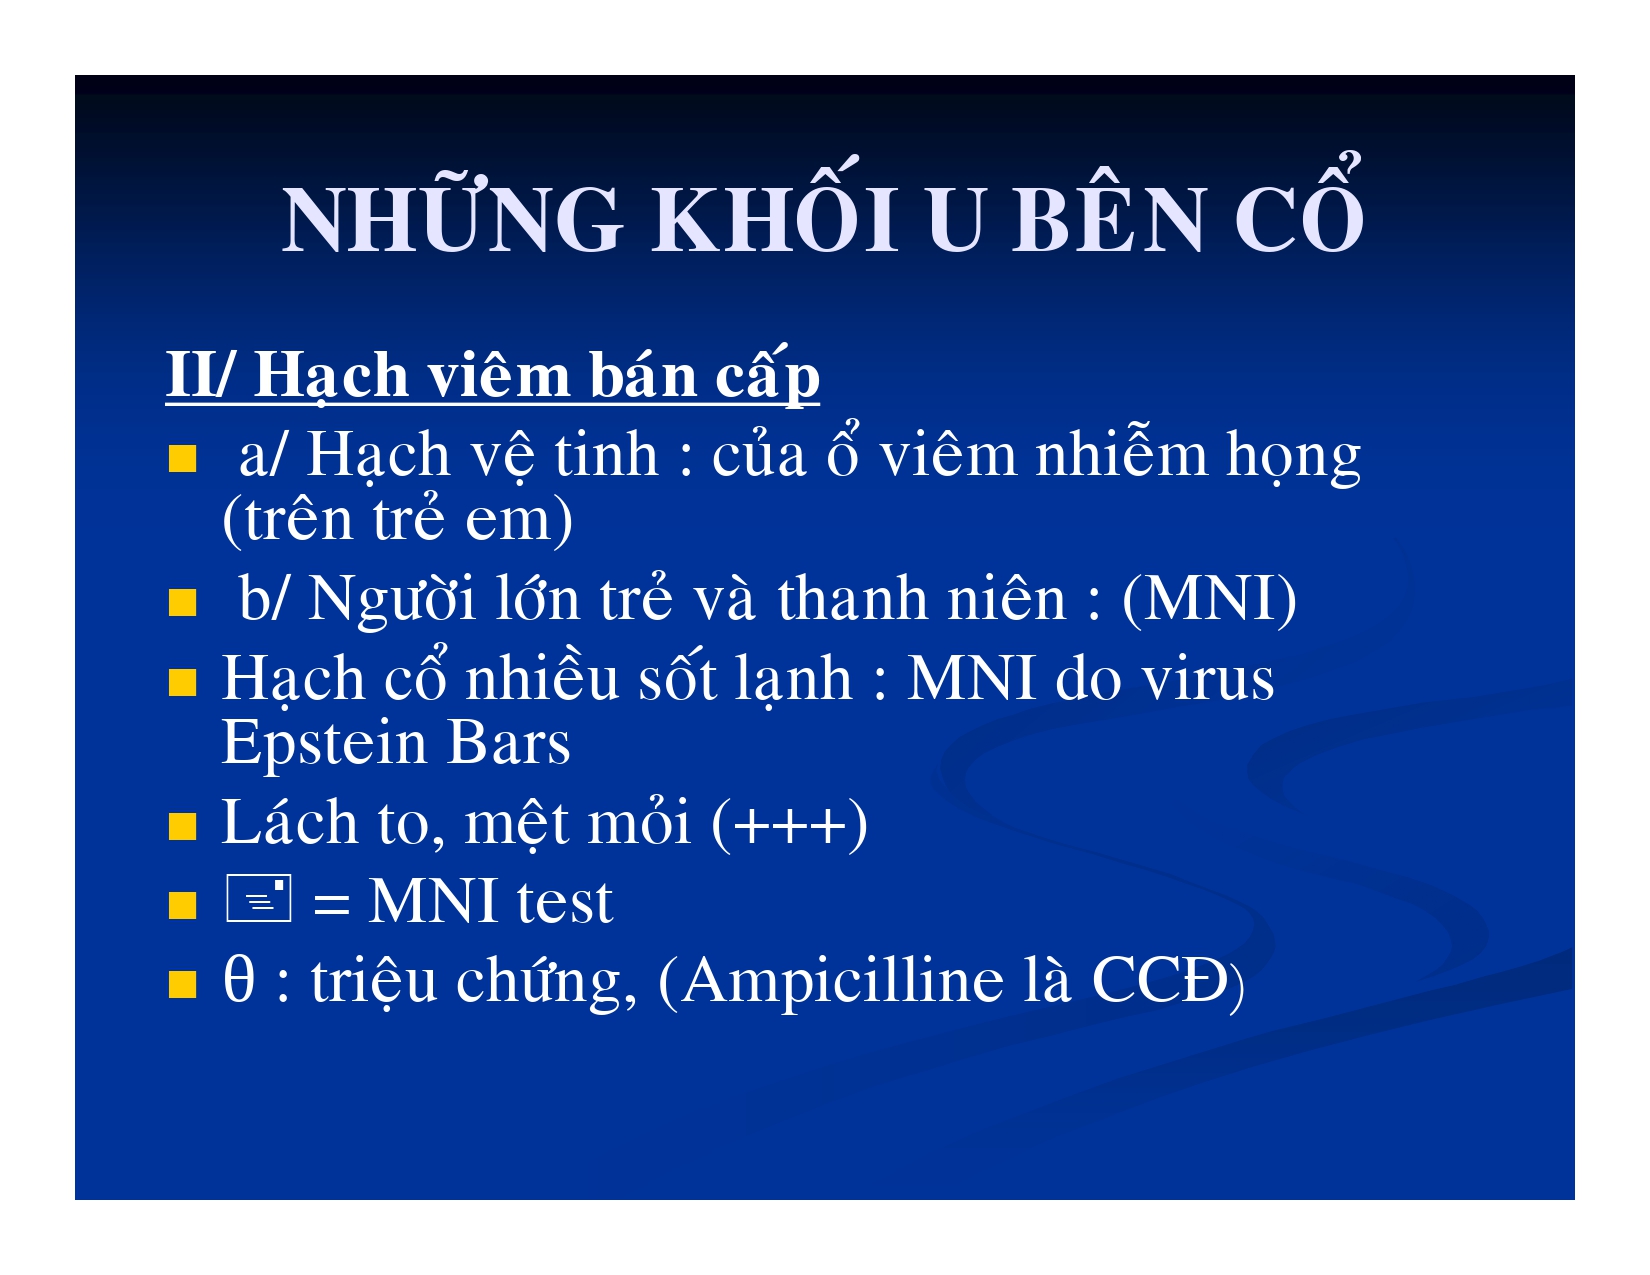 NHỮNG KHỐI U BÊN CỔ
II/ Hạch viêm bán cấp
a/ Hạch vệ tinh : của ổ viêm nhiễm họng
(trên trẻ em)
b/ Người lớn trẻ và thanh niên : (MNI)
Hạch cổ nhiều sốt lạnh : MNI do virus
Epstein Bars
Lách to, mệt mỏi (+++)
= MNI test
θ : triệu chứng, (Ampicilline là CCĐ)